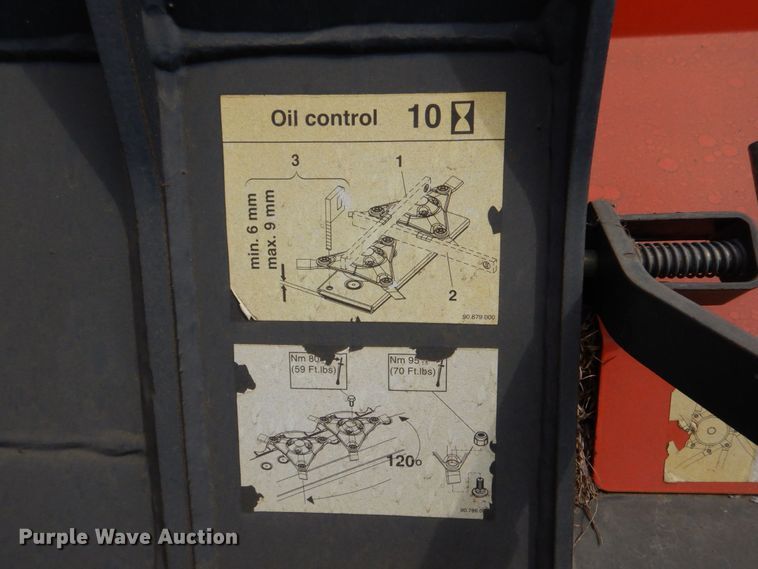 Oil control 10
3
1
min. 6 mm
max. 9 mm
2
90.679.000
Nm 80
(59 Ft.lbs)
Nm 95
(70 Ft.lbs)
120°
Purple Wave Auction